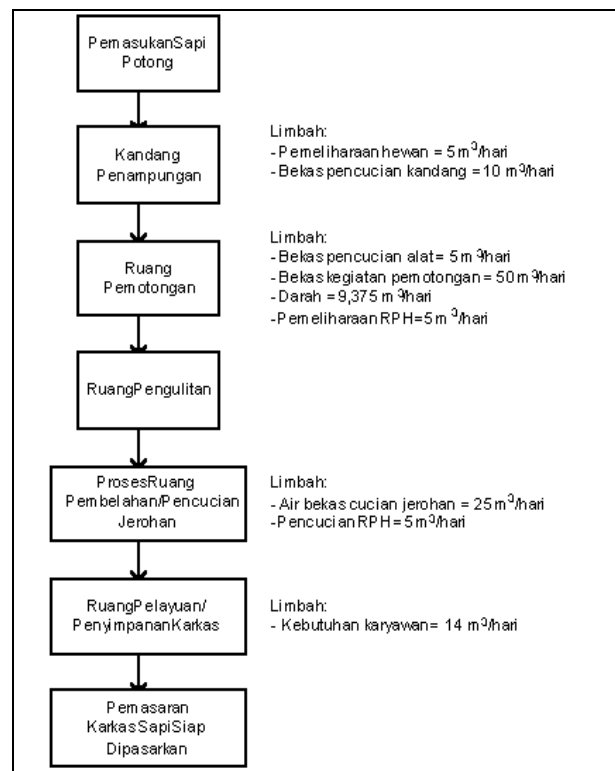 PemasukanSapi
Potong
Kandang
Penampungan
Limbah:
- Pemeliharaan hewan = 5 m³/hari
- Bekas pencucian kandang = 10 m³/hari
Ruang
Pemotongan
Limbah:
- Bekas pencucian alat = 5 m³/hari
- Bekas kegiatan pemotongan = 50 m³/hari
- Darah = 9,375 m³/hari
- Pemeliharaan RPH = 5 m³/hari
RuangPengulitan
ProsesRuang
Pembelahan/Pencucian
Jerohan
Limbah:
- Air bekas cucian jerohan = 25 m³/hari
- Pencucian RPH = 5 m³/hari
RuangPelayuan/
PenyimpananKarkas
Limbah:
- Kebutuhan karyawan = 14 m³/hari
Pemasaran
KarkasSapiSiap
Dipasarkan